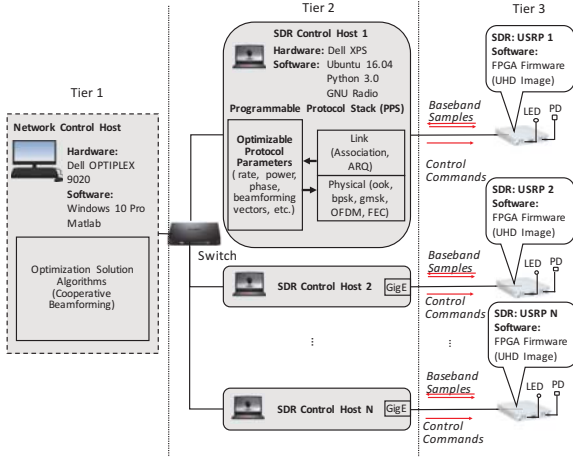 Tier 1
Network Control Host
Hardware:
Dell OPTIPLEX
9020
Software:
Windows 10 Pro
Matlab
Optimization Solution
Algorithms
(Cooperative
Beamforming)
Tier 2
Switch
SDR Control Host 1
Hardware: Dell XPS
Software: Ubuntu 16.04
Python 3.0
GNU Radio
Programmable Protocol Stack (PPS)
Optimizable
Protocol
Parameters
( rate, power,
phase,
beamforming
vectors, etc.)
Link
(Association,
ARQ)
Physical (ook,
bpsk, gmsk,
OFDM, FEC)
SDR Control Host 2
GigE
...
SDR Control Host N
GigE
Tier 3
Baseband
Samples
Control
Commands
SDR: USRP 1
Software:
FPGA Firmware
(UHD Image)
LED
PD
Baseband
Samples
Control
Commands
SDR: USRP 2
Software:
FPGA Firmware
(UHD Image)
LED
PD
...
Baseband
Samples
Control
Commands
SDR: USRP N
Software:
FPGA Firmware
(UHD Image)
LED
PD